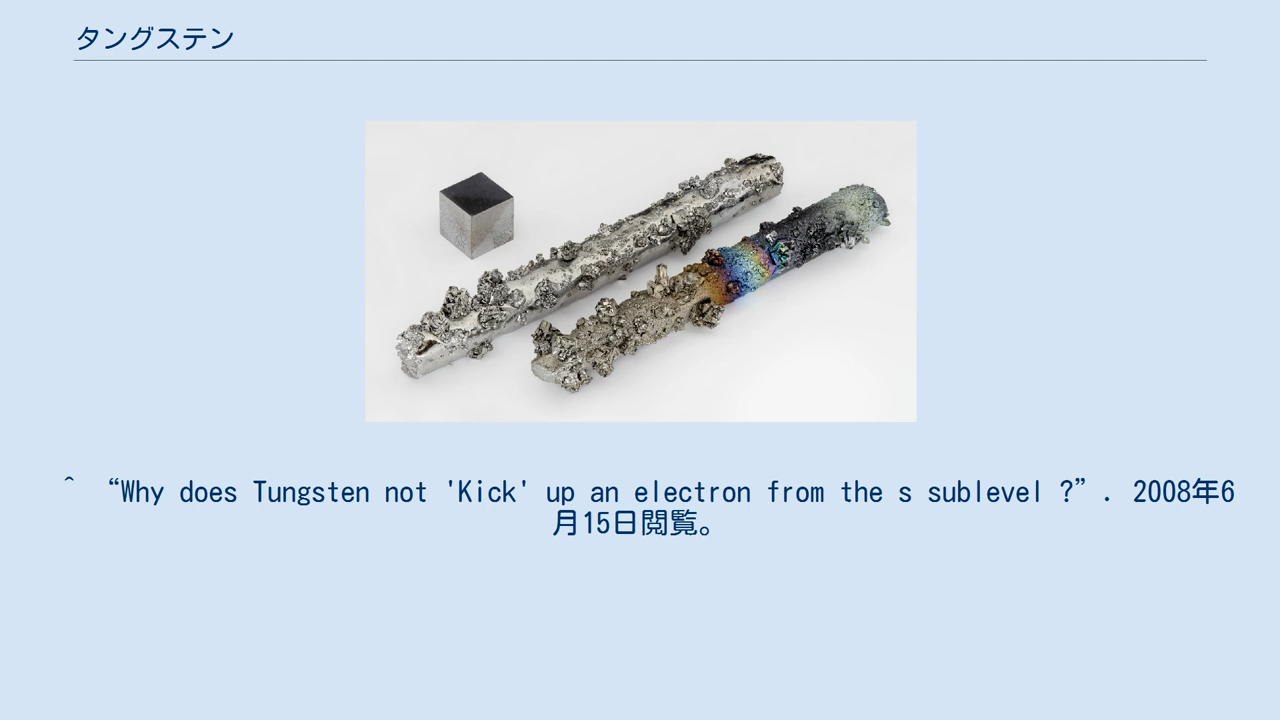 タングステン
^ “Why does Tungsten not 'Kick' up an electron from the s sublevel ?”. 2008年6
月15日閲覧。